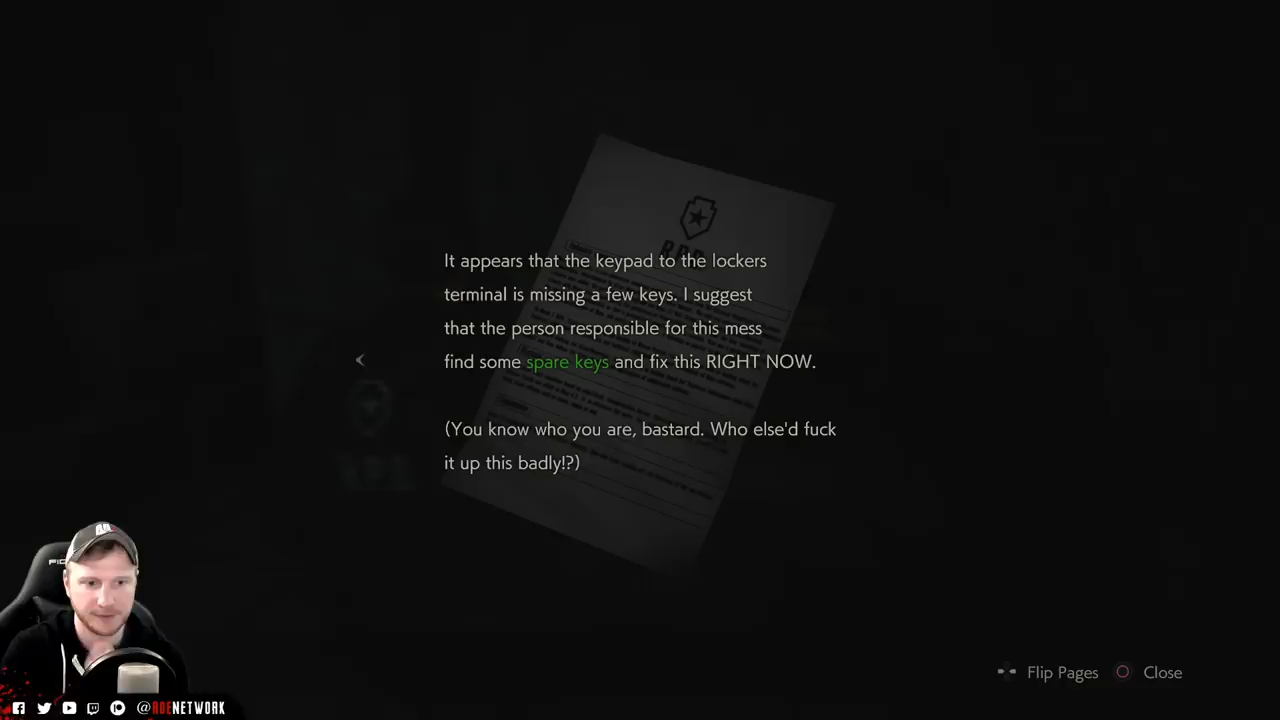 R.P.D.
It appears that the keypad to the lockers
terminal is missing a few keys. I suggest
that the person responsible for this mess
find some spare keys and fix this RIGHT NOW.
(You know who you are, bastard. Who else'd fuck
it up this badly!?)
Flip Pages Close
@ROENETWORK